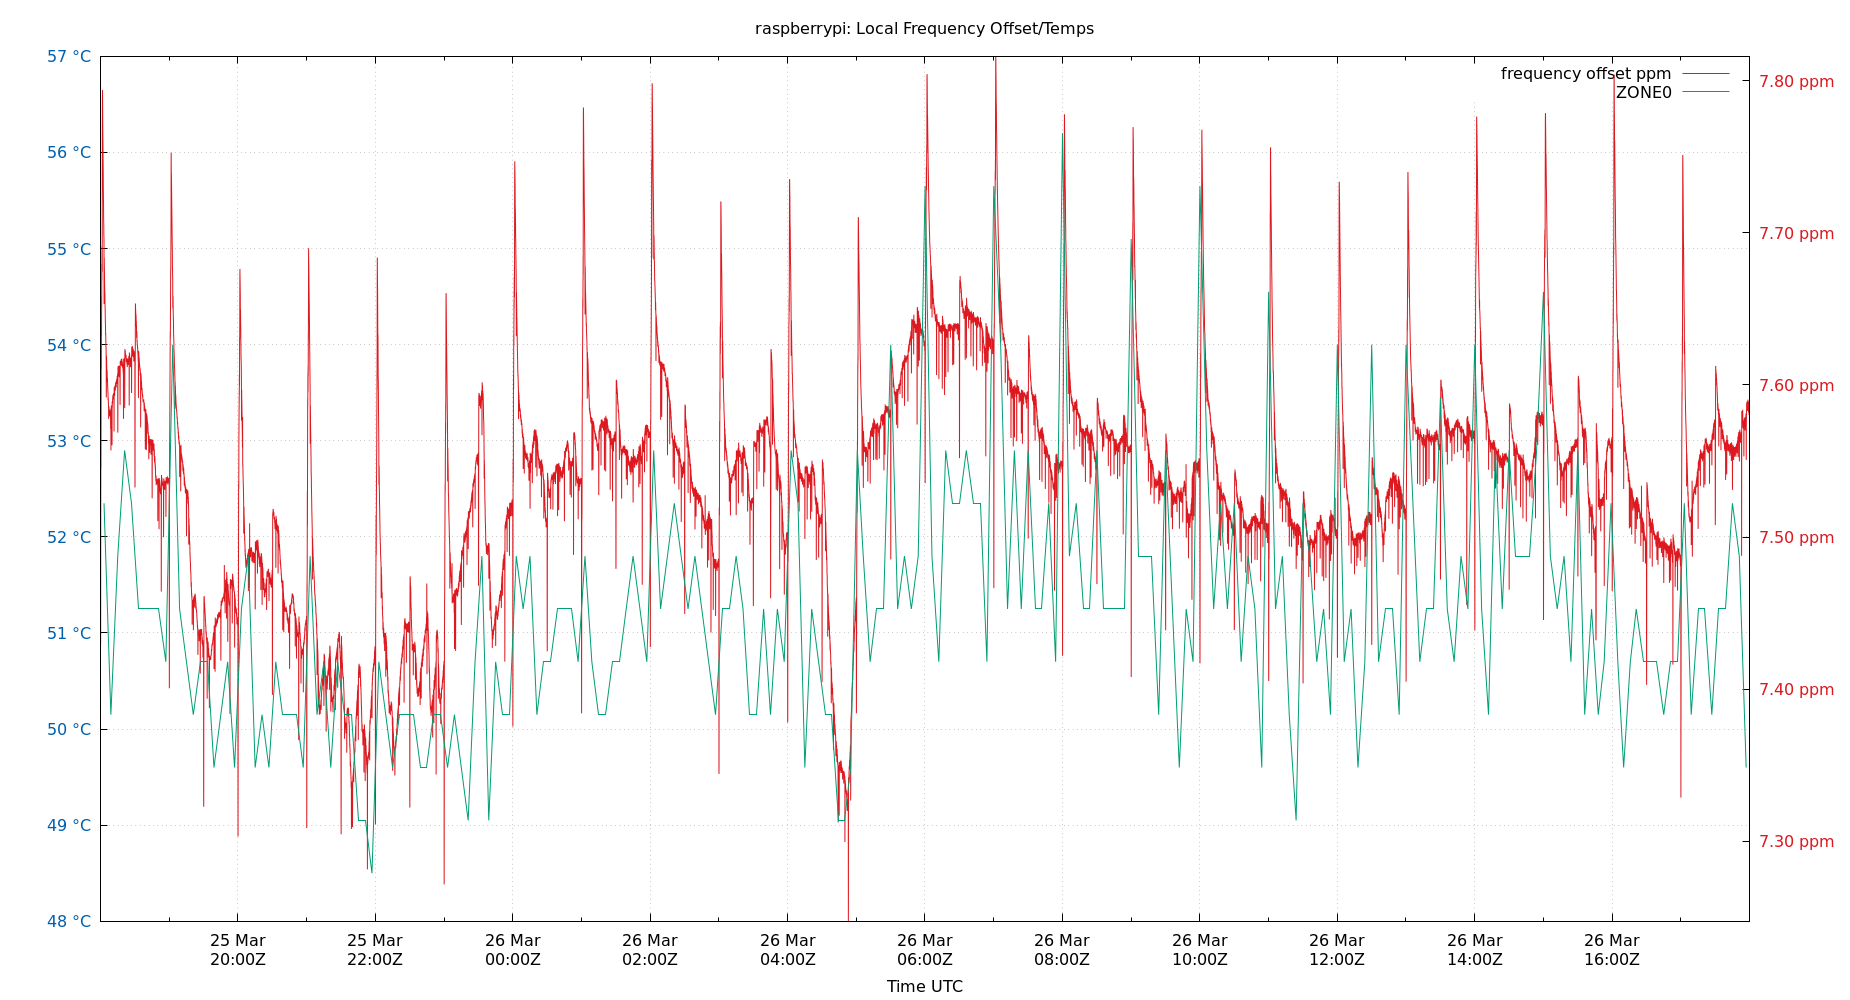 raspberrypi: Local Frequency Offset/Temps
57 °C
56 °C
55 °C
54 °C
53 °C
52 °C
51 °C
50 °C
49 °C
48 °C
frequency offset ppm
ZONE0
7.80 ppm
7.70 ppm
7.60 ppm
7.50 ppm
7.40 ppm
7.30 ppm
25 Mar
20:00Z
25 Mar
22:00Z
26 Mar
00:00Z
26 Mar
02:00Z
26 Mar
04:00Z
26 Mar
06:00Z
26 Mar
08:00Z
26 Mar
10:00Z
26 Mar
12:00Z
26 Mar
14:00Z
26 Mar
16:00Z
Time UTC